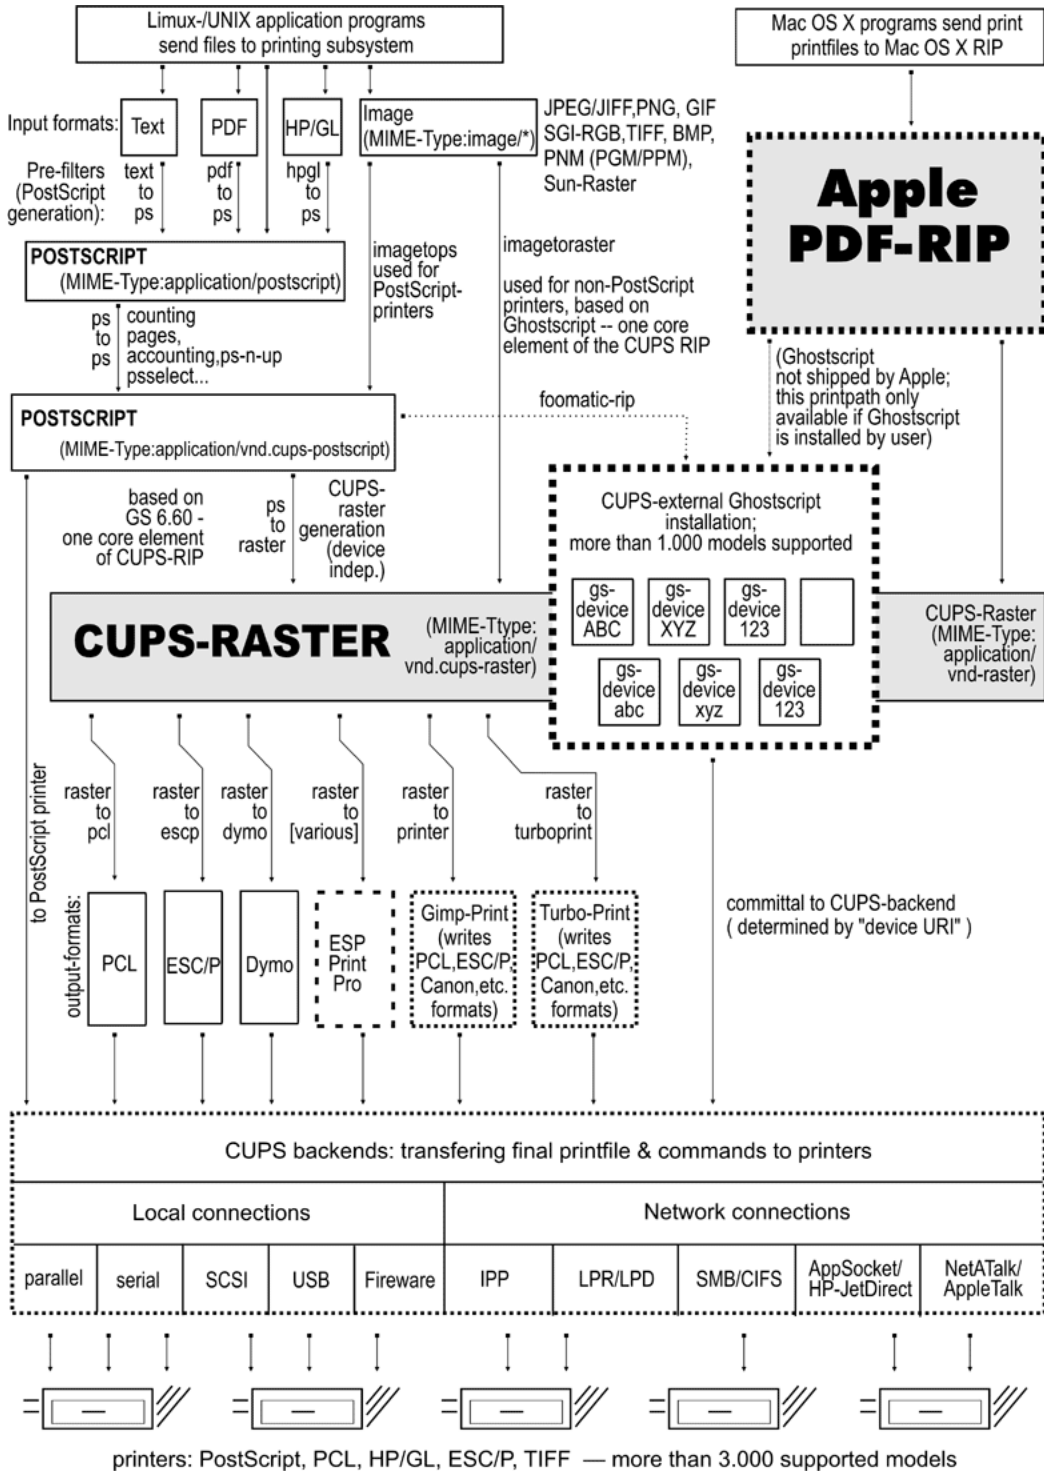 Limux-/UNIX application programs
send files to printing subsystem
Mac OS X programs send print
printfiles to Mac OS X RIP
Input formats:
Text
PDF
HP/GL
Image
(MIME-Type:image/*)
JPEG/JIFF,PNG, GIF
SGI-RGB,TIFF, BMP,
PNM (PGM/PPM),
Sun-Raster
Pre-filters
(PostScript
generation):
text
to
ps
pdf
to
ps
hpgl
to
ps
Apple
PDF-RIP
POSTSCRIPT
(MIME-Type:application/postscript)
imagetops
used for
PostScript-
printers
imagetoraster
used for non-PostScript
printers, based on
Ghostscript -- one core
element of the CUPS RIP
ps
to
ps
counting
pages,
accounting,ps-n-up
psselect...
(Ghostscript
not shipped by Apple;
this printpath only
available if Ghostscript
is installed by user)
foomatic-rip
POSTSCRIPT
(MIME-Type:application/vnd.cups-postscript)
based on
GS 6.60 -
one core element
of CUPS-RIP
ps
to
raster
CUPS-
raster
generation
(device
indep.)
CUPS-external Ghostscript
installation;
more than 1.000 models supported
gs-
device
ABC
gs-
device
XYZ
gs-
device
123
gs-
device
abc
gs-
device
xyz
gs-
device
123
CUPS-RASTER
(MIME-Ttype:
application/
vnd.cups-raster)
CUPS-Raster
(MIME-Type:
application/
vnd-raster)
to PostScript printer
raster
to
pcl
raster
to
escp
raster
to
dymo
raster
to
[various]
raster
to
printer
raster
to
turboprint
output-formats:
PCL
ESC/P
Dymo
ESP
Print
Pro
Gimp-Print
(writes
PCL,ESC/P,
Canon,etc.
formats)
Turbo-Print
(writes
PCL,ESC/P,
Canon,etc.
formats)
committal to CUPS-backend
( determined by "device URI" )
CUPS backends: transfering final printfile & commands to printers
Local connections
Network connections
parallel
serial
SCSI
USB
Fireware
IPP
LPR/LPD
SMB/CIFS
AppSocket/
HP-JetDirect
NetATalk/
AppleTalk
printers: PostScript, PCL, HP/GL, ESC/P, TIFF — more than 3.000 supported models